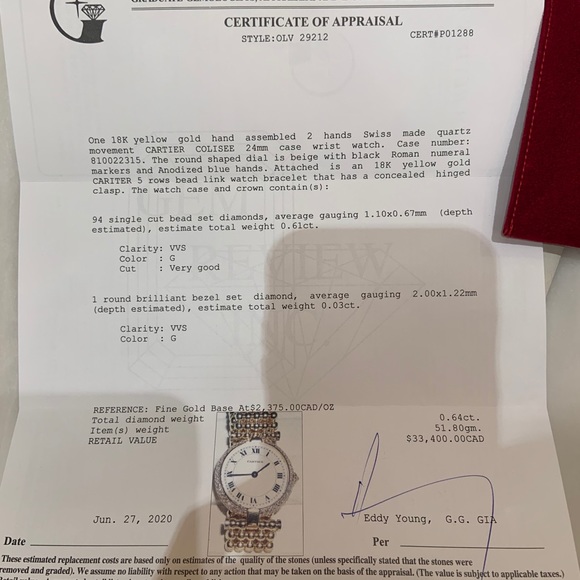 CERTIFICATE OF APPRAISAL
STYLE:OLV 29212
CERT#P01288
One 18K yellow gold hand assembled 2 hands Swiss made quartz
movement CARTIER COLISEE 24mm case wrist watch. Case number:
810022315. The round shaped dial is beige with black Roman numeral
markers and Anodized blue hands. Attached is an 18K yellow gold
CARITER 5 rows bead link watch bracelet that has a concealed hinged
clasp. The watch case and crown contain(s):
94 single cut bead set diamonds, average gauging 1.10x0.67mm (depth
estimated), estimate total weight 0.61ct.
Clarity: VVS
Color : G
Cut : Very good
1 round brilliant bezel set diamond, average gauging 2.00x1.22mm
(depth estimated), estimate total weight 0.03ct.
Clarity: VVS
Color : G
REFERENCE: Fine Gold Base At$2,375.00CAD/OZ
Total diamond weight 0.64ct.
Item(s) weight 51.80gm.
RETAIL VALUE $33,400.00CAD
Jun. 27, 2020
Eddy Young, G.G. GIA
Date
Per
These estimated replacement costs are based only on estimates of the quality of the stones (unless specifically stated that the stones were
removed and graded). We assume no liability with respect to any action that may be taken on the basis of the appraisal. (The value is subject to applicable taxes.)